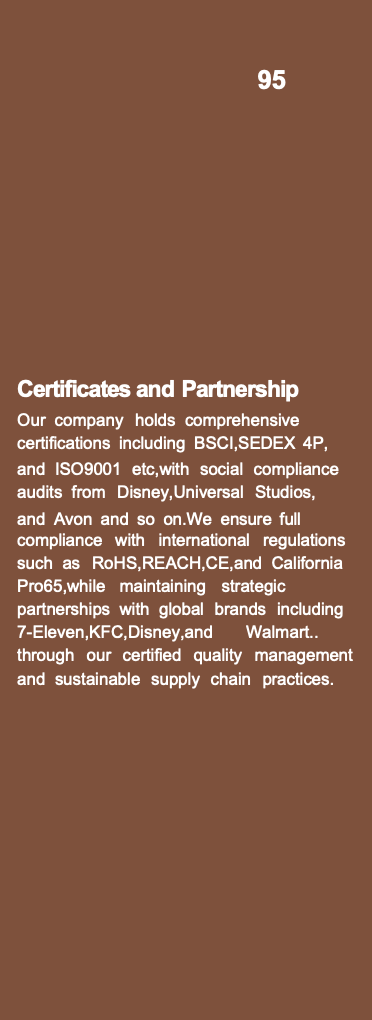 95
Certificates and Partnership
Our company holds comprehensive
certifications including BSCI,SEDEX 4P,
and ISO9001 etc,with social compliance
audits from Disney,Universal Studios,
and Avon and so on.We ensure full
compliance with international regulations
such as RoHS,REACH,CE,and California
Pro65,while maintaining strategic
partnerships with global brands including
7-Eleven,KFC,Disney,and Walmart..
through our certified quality management
and sustainable supply chain practices.